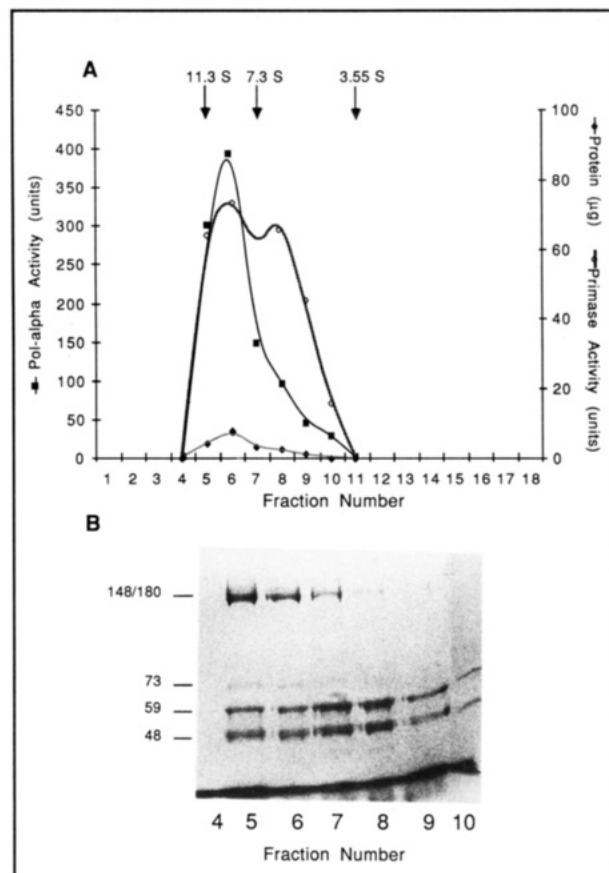 A
11.3 S 7.3 S 3.55 S
450 400 350 300 250 200 150 100 50 0
Pol-alpha Activity (units)
100 80 60 40 20 0
Protein (µg)
Primase Activity (units)
1 2 3 4 5 6 7 8 9 10 11 12 13 14 15 16 17 18
Fraction Number
B
148/180
73
59
48
4 5 6 7 8 9 10
Fraction Number